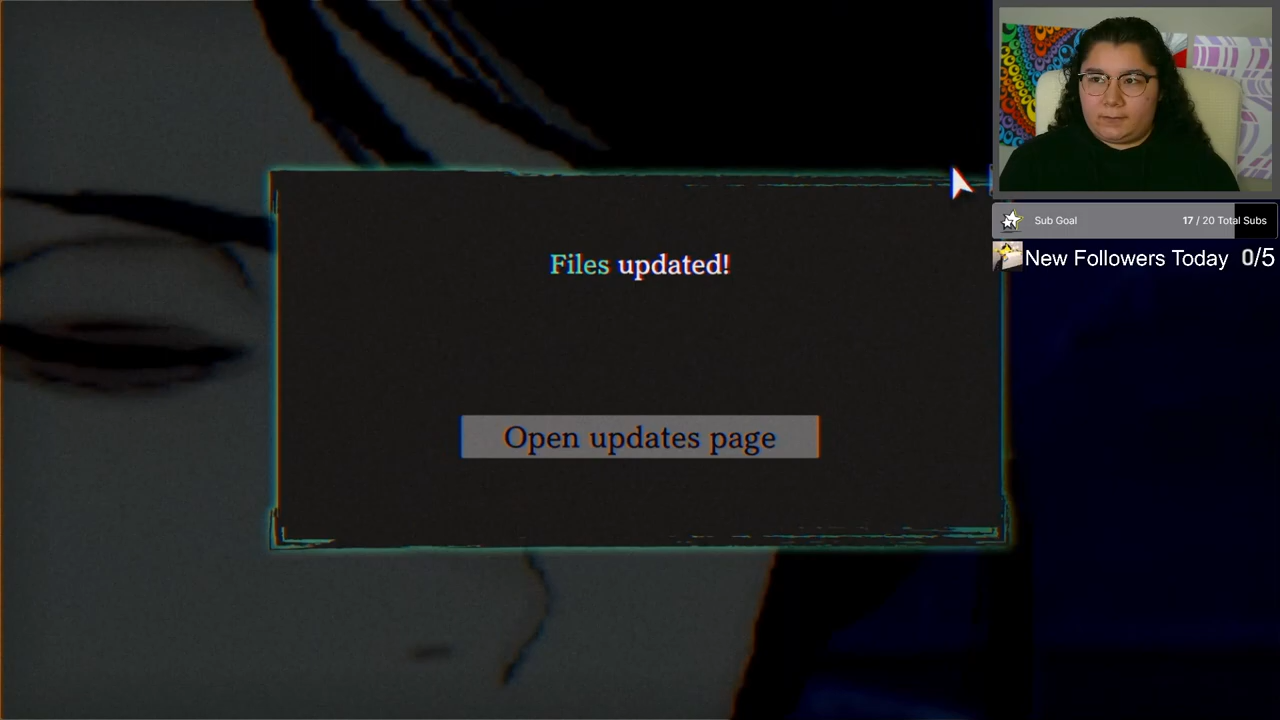 Files updated!
Open updates page
Sub Goal 17 / 20 Total Subs
New Followers Today 0/5